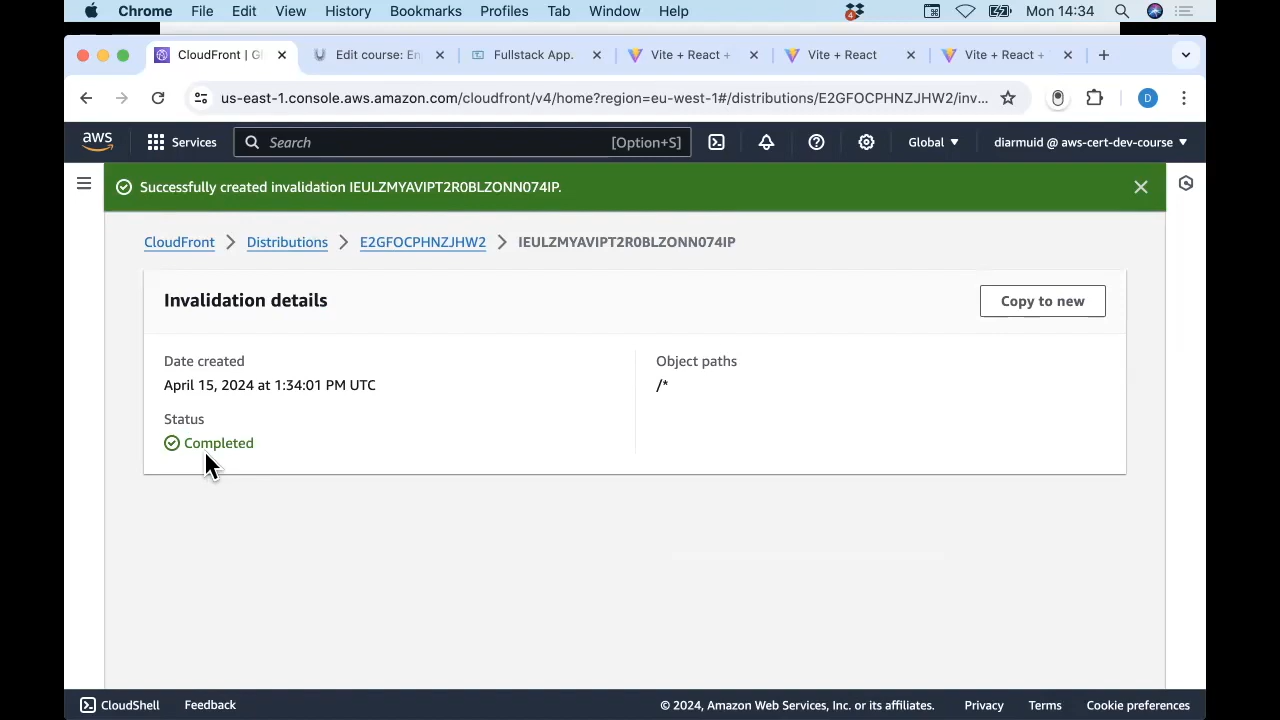 Chrome File Edit View History Bookmarks Profiles Tab Window Help 4 Mon 14:34
CloudFront | Gl Edit course: En Fullstack App. Vite + React + Vite + React Vite + React +
us-east-1.console.aws.amazon.com/cloudfront/v4/home?region=eu-west-1#/distributions/E2GFOCPHNZJHW2/inv... D
aws Services Search [Option+S] Global diarmuid @ aws-cert-dev-course
Successfully created invalidation IEULZMYAVIPT2R0BLZONN074IP.
CloudFront Distributions E2GFOCPHNZJHW2 IEULZMYAVIPT2R0BLZONN074IP
Invalidation details Copy to new
Date created Object paths
April 15, 2024 at 1:34:01 PM UTC /*
Status
Completed
CloudShell Feedback © 2024, Amazon Web Services, Inc. or its affiliates. Privacy Terms Cookie preferences